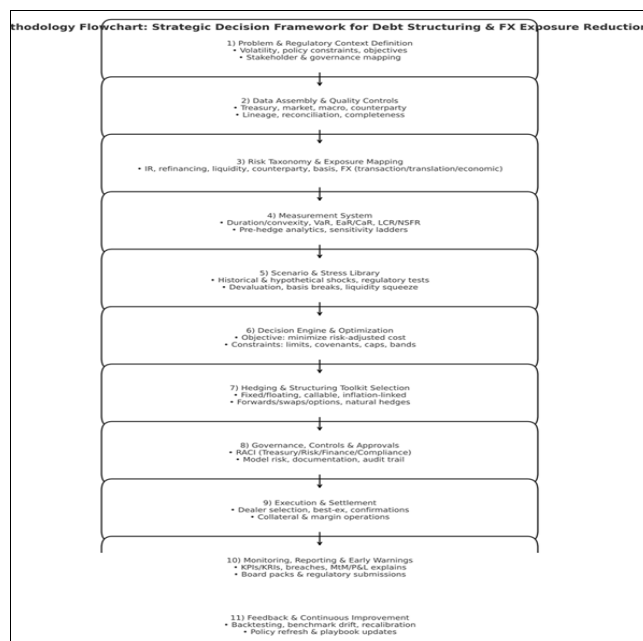 thodology Flowchart: Strategic Decision Framework for Debt Structuring & FX Exposure Reduction
1) Problem & Regulatory Context Definition
• Volatility, policy constraints, objectives
• Stakeholder & governance mapping
2) Data Assembly & Quality Controls
• Treasury, market, macro, counterparty
• Lineage, reconciliation, completeness
3) Risk Taxonomy & Exposure Mapping
• IR, refinancing, liquidity, counterparty, basis, FX (transaction/translation/economic)
4) Measurement System
• Duration/convexity, VaR, EaR/CaR, LCR/NSFR
• Pre-hedge analytics, sensitivity ladders
5) Scenario & Stress Library
• Historical & hypothetical shocks, regulatory tests
• Devaluation, basis breaks, liquidity squeeze
6) Decision Engine & Optimization
• Objective: minimize risk-adjusted cost
• Constraints: limits, covenants, caps, bands
7) Hedging & Structuring Toolkit Selection
• Fixed/floating, callable, inflation-linked
• Forwards/swaps/options, natural hedges
8) Governance, Controls & Approvals
• RACI (Treasury/Risk/Finance/Compliance)
• Model risk, documentation, audit trail
9) Execution & Settlement
• Dealer selection, best-ex, confirmations
• Collateral & margin operations
10) Monitoring, Reporting & Early Warnings
• KPIs/KRIs, breaches, MtM/P&L explains
• Board packs & regulatory submissions
11) Feedback & Continuous Improvement
• Backtesting, benchmark drift, recalibration
• Policy refresh & playbook updates